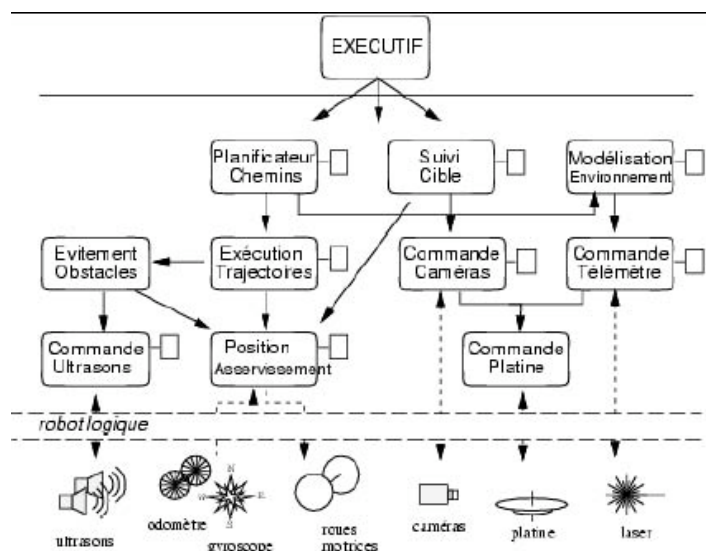 EXECUTIF
Planificateur
Chemins
Suivi
Cible
Modélisation
Environnement
Evitement
Obstacles
Exécution
Trajectoires
Commande
Caméras
Commande
Télémètre
Commande
Ultrasons
Position
Asservissement
Commande
Platine
robot logique
N
W
E
S
ultrasons
odomètre
gyroscope
roues
motrices
caméras
platine
laser